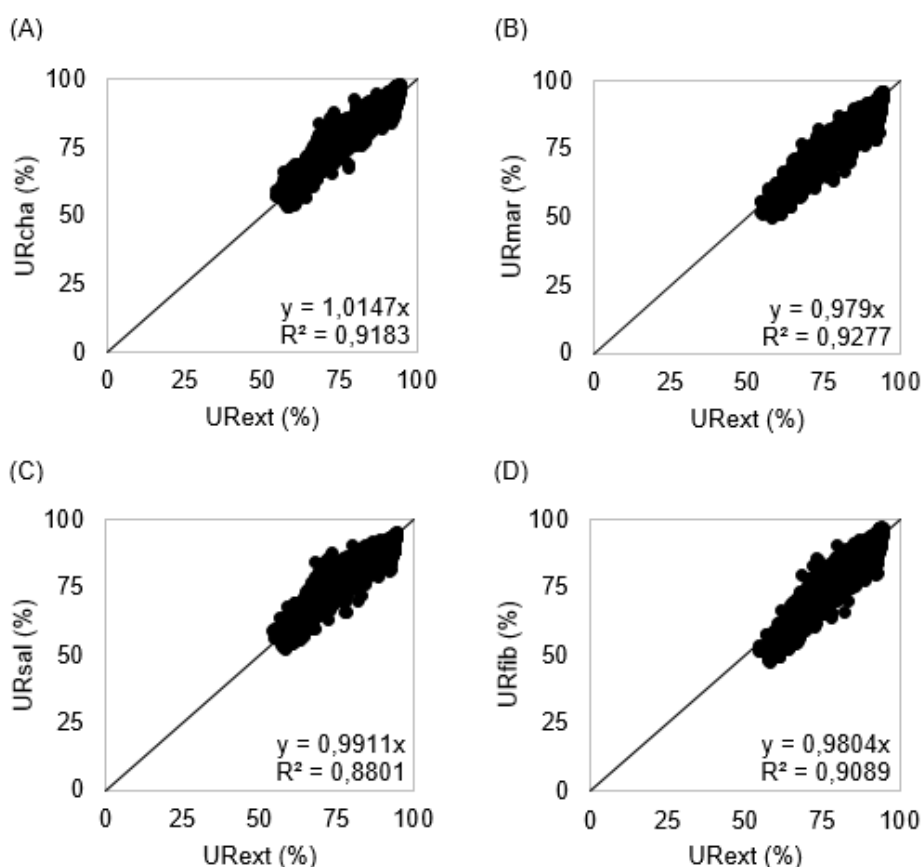 (A)
100
75
50
25
0
URcha (%)
y = 1,0147x
R² = 0,9183
0 25 50 75 100
URext (%)
(B)
100
75
50
25
0
URmar (%)
y = 0,979x
R² = 0,9277
0 25 50 75 100
URext (%)
(C)
100
75
50
25
0
URsal (%)
y = 0,9911x
R² = 0,8801
0 25 50 75 100
URext (%)
(D)
100
75
50
25
0
URfib (%)
y = 0,9804x
R² = 0,9089
0 25 50 75 100
URext (%)